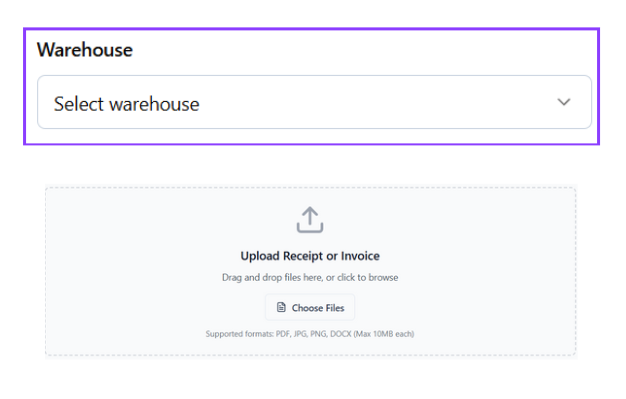 Warehouse
Select warehouse
Upload Receipt or Invoice
Drag and drop files here, or click to browse
Choose Files
Supported formats: PDF, JPG, PNG, DOCX (Max 10MB each)